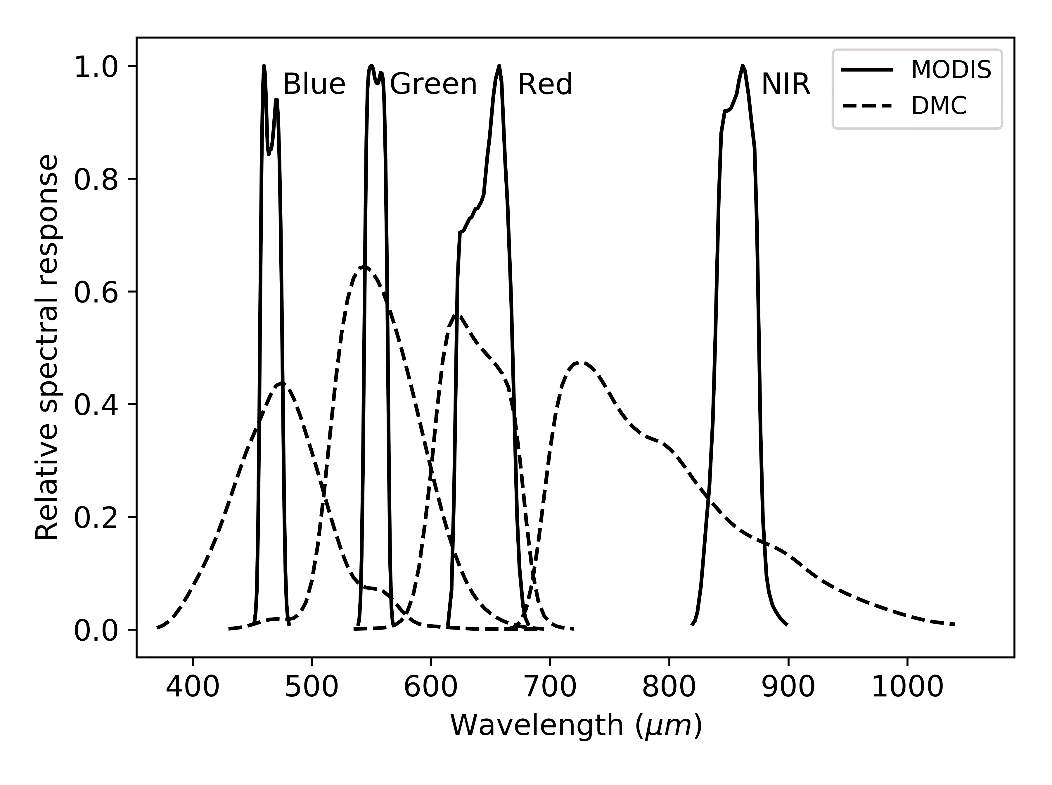 1.0
0.8
0.6
0.4
0.2
0.0
Relative spectral response
Blue Green Red NIR
MODIS
DMC
400 500 600 700 800 900 1000
Wavelength (μm)